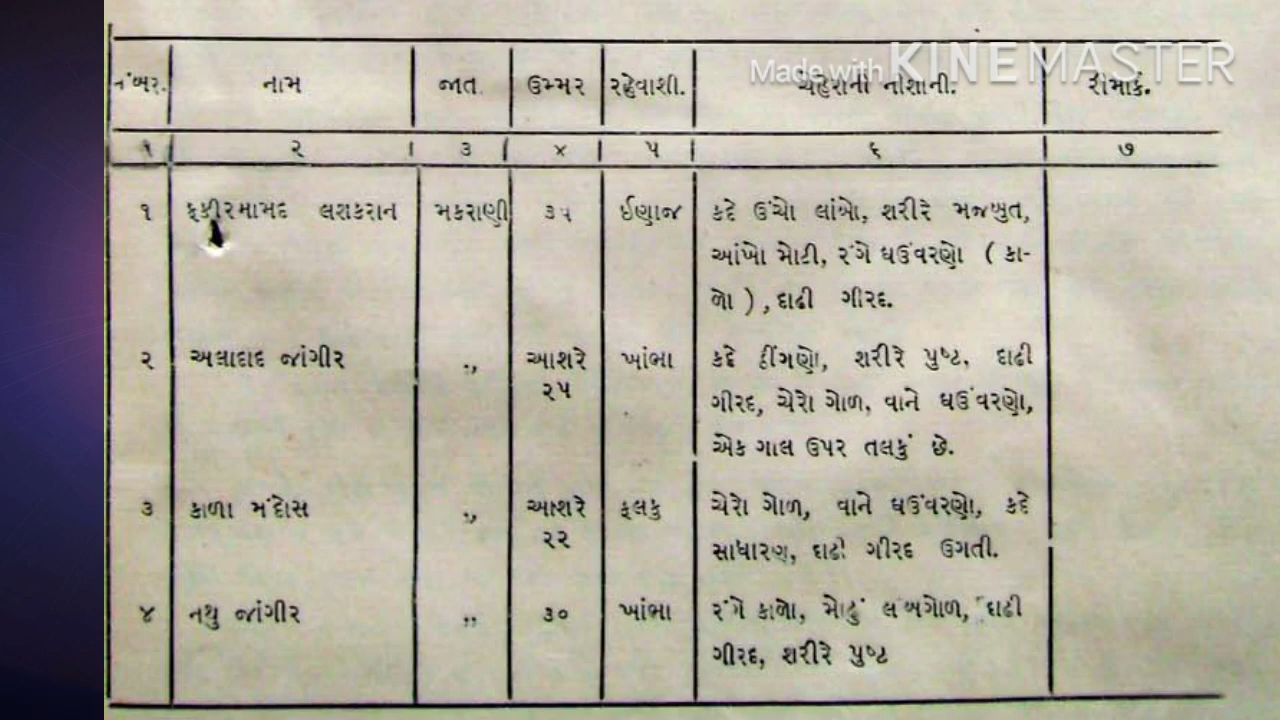 Made with KINEMASTER
નંબર. નામ જાત. ઉમ્મર રહેવાશી. ચહેરાની નીશાની. રીમાર્ક.
૧ ૨ ૩ ૪ ૫ ૬ ૭
૧ ફકીરમામદ લશકરાન મકરાણી ૩૫ ઈણાજ કદે ઉંચો લાંબો, શરીરે મજબુત,
આંખો મોટી, રંગે ઘઉંવરણો ( કા-
ળો ), દાઢી ગીરદ.
૨ અલાદાદ જાંગીર ,, આશરે ખાંભા કદે ઠીંગણો, શરીરે પુષ્ટ, દાઢી
૨૫ ગીરદ, ચેરો ગોળ, વાને ઘઉંવરણો,
એક ગાલ ઉપર તલકું છે.
૩ કાળા મંદોસ ,, આશરે ફલકુ ચેરો ગોળ, વાને ઘઉંવરણો, કદે
૨૨ સાધારણ, દાઢી ગીરદ ઉગતી.
૪ નથુ જાંગીર ,, ૩૦ ખાંભા રંગે કાળો, મોઢું લંબગોળ, દાઢી
ગીરદ, શરીરે પુષ્ટ